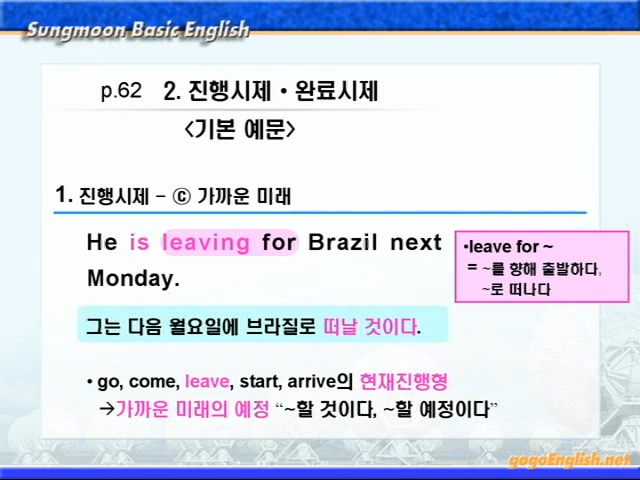 Sungmoon Basic English
p.62 2. 진행시제 • 완료시제
<기본 예문>
1. 진행시제 – ⓒ 가까운 미래
He is leaving for Brazil next
Monday.
•leave for ~
= ~를 향해 출발하다,
~로 떠나다
그는 다음 월요일에 브라질로 떠날 것이다.
• go, come, leave, start, arrive의 현재진행형
→가까운 미래의 예정 “~할 것이다, ~할 예정이다”
gogoEnglish.net